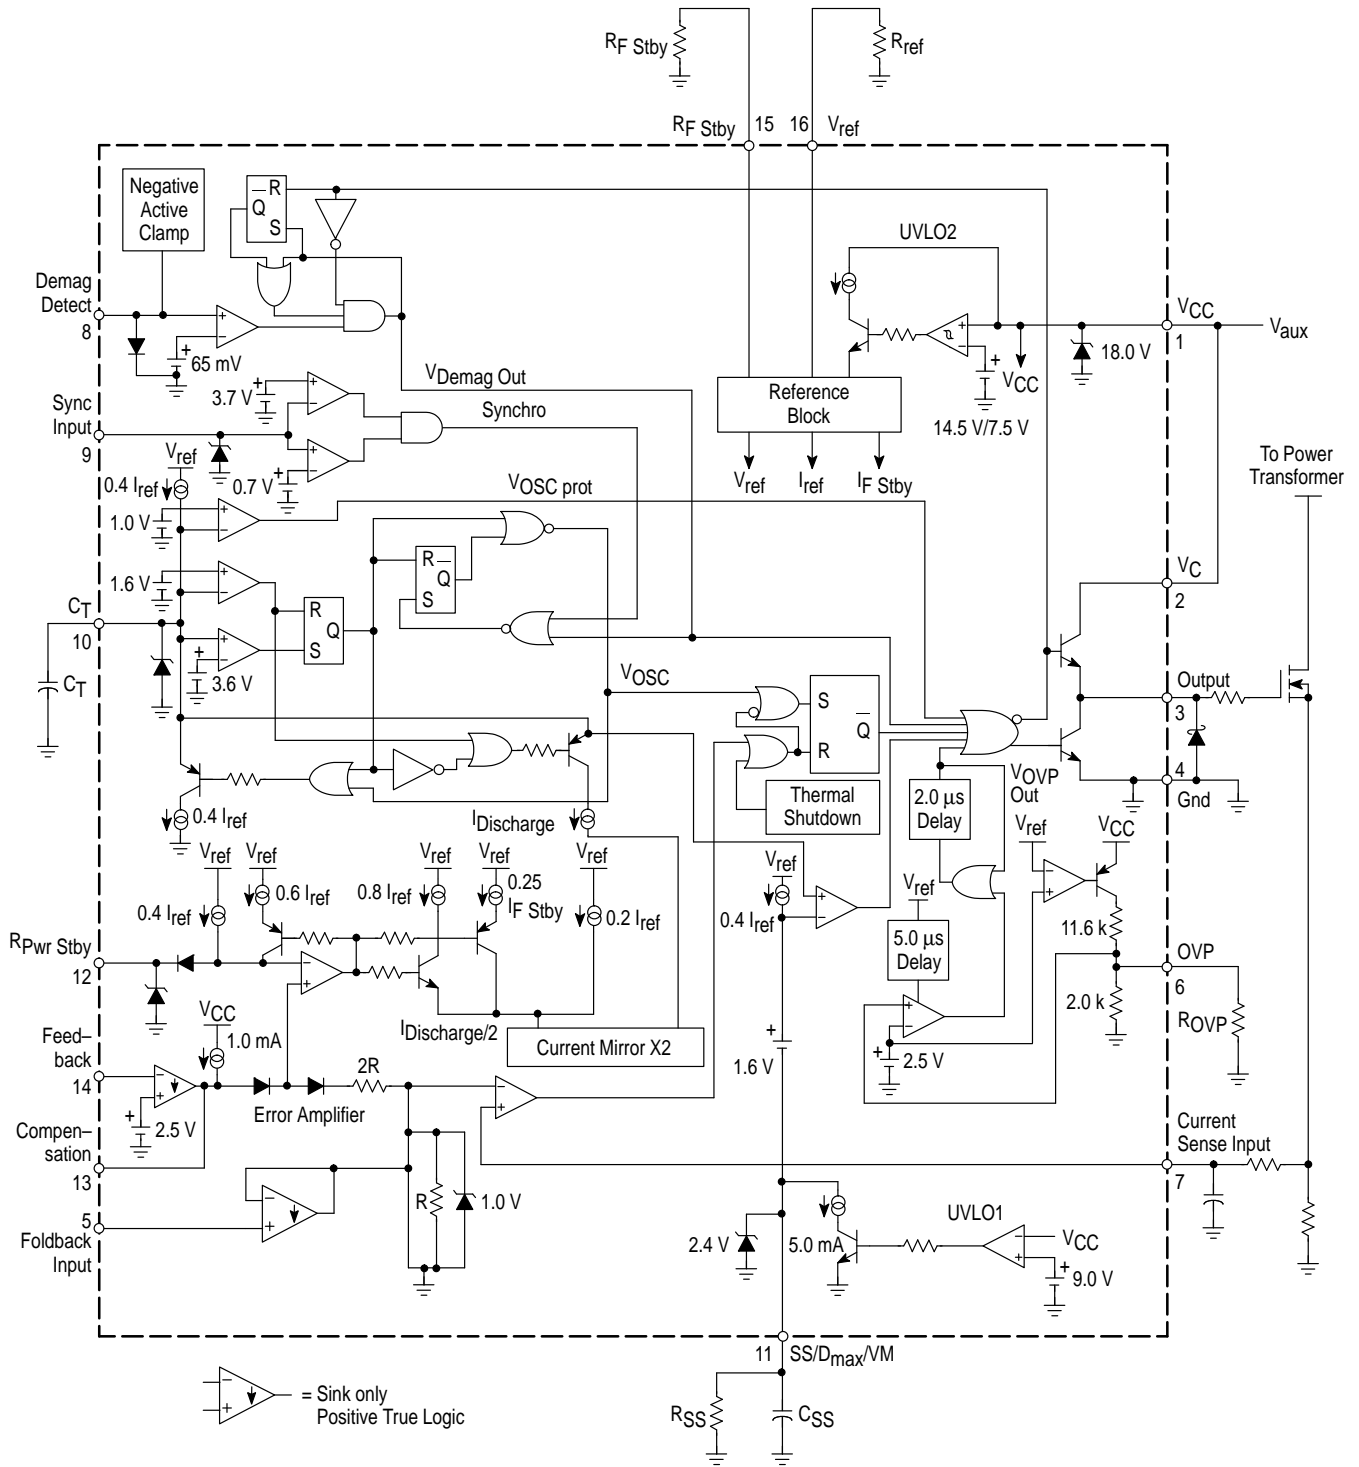 RF Stby
Rref
RF Stby 15 16 Vref
Negative
Active
Clamp
R
Q
S
UVLO2
Demag
Detect
8
+
−
+
65 mV
VCC
1
Vaux
18.0 V
VCC
+
−
+
14.5 V/7.5 V
Reference
Block
VDemag Out
Sync
Input
9
+
3.7 V
+
−
Synchro
+
−
+
0.7 V
Vref
0.4 Iref
Vref Iref IF Stby
To Power
Transformer
VOSC prot
1.0 V
+
−
1.6 V
+
−
R
Q
S
R
Q
S
CT
10
CT
+
−
+
3.6 V
VC
2
VOSC
S
Q
R
Output
3
4
Gnd
Thermal
Shutdown
2.0 µs
Delay
VOVP
Out
Vref
VCC
0.4 Iref
IDischarge
Vref Vref Vref Vref Vref
0.4 Iref
0.6 Iref
0.8 Iref
0.25
IF Stby
0.2 Iref
Vref
0.4 Iref
+
−
Vref
5.0 µs
Delay
−
+
11.6 k
2.0 k
OVP
6
ROVP
RPwr Stby
12
−
+
IDischarge/2
Current Mirror X2
+
1.6 V
+
−
+
2.5 V
VCC
1.0 mA
Feed–
back
14
−
+
+
2.5 V
Error Amplifier
2R
−
+
Compen–
sation
13
Current
Sense Input
7
5
Foldback
Input
−
+
R
1.0 V
2.4 V
5.0 mA
UVLO1
−
+
VCC
+
9.0 V
11 SS/Dmax/VM
RSS
CSS
−
+
= Sink only
Positive True Logic